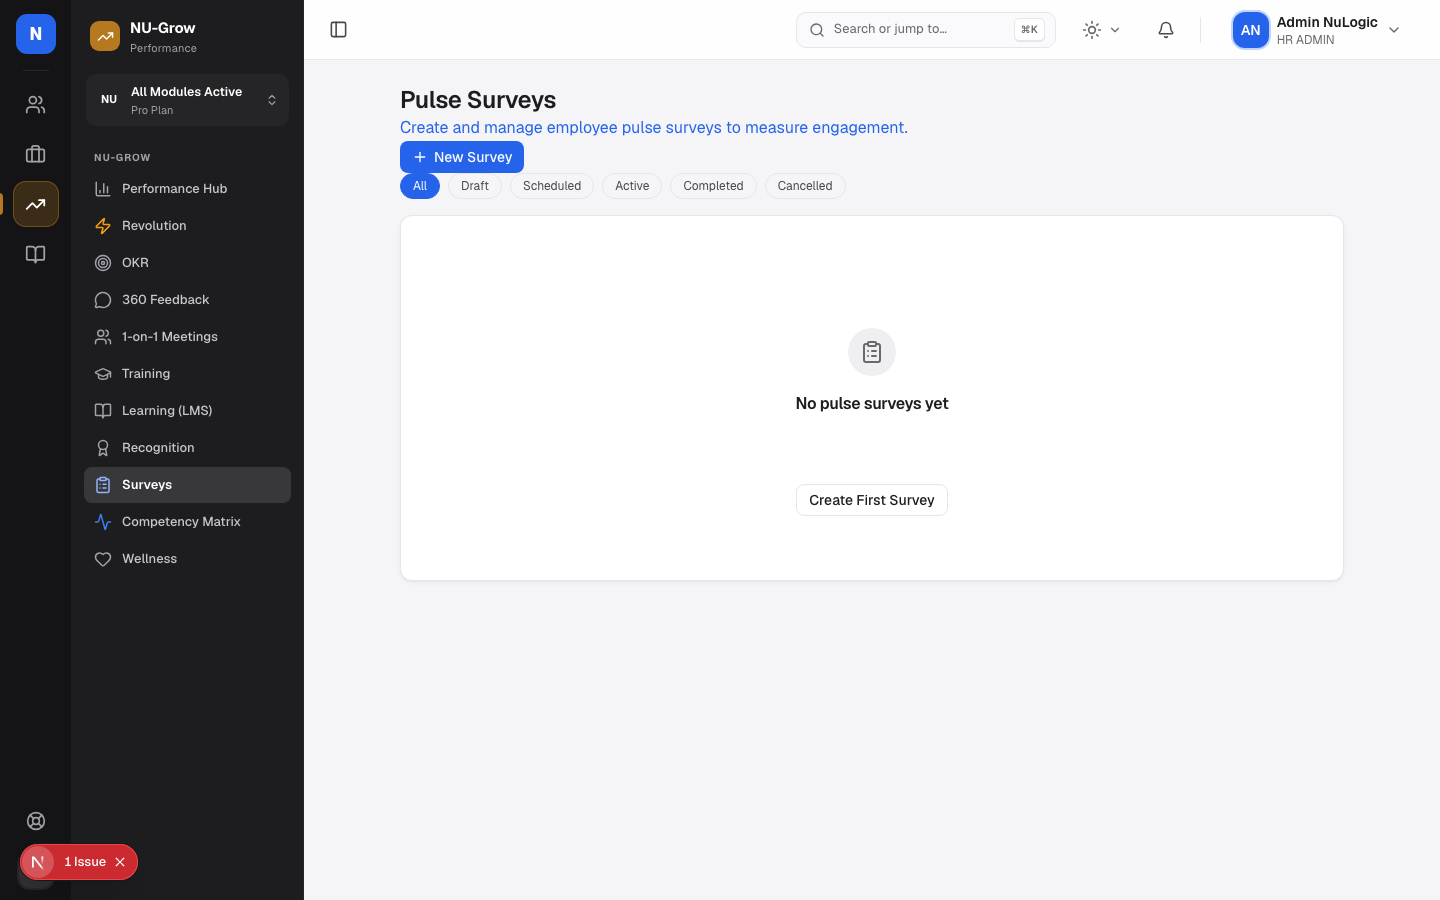 N
NU-Grow
Performance
NU
All Modules Active
Pro Plan
NU-GROW
Performance Hub
Revolution
OKR
360 Feedback
1-on-1 Meetings
Training
Learning (LMS)
Recognition
Surveys
Competency Matrix
Wellness
N
1 Issue
Search or jump to...
⌘K
AN
Admin NuLogic
HR ADMIN
Pulse Surveys
Create and manage employee pulse surveys to measure engagement.
New Survey
All
Draft
Scheduled
Active
Completed
Cancelled
No pulse surveys yet
Create First Survey